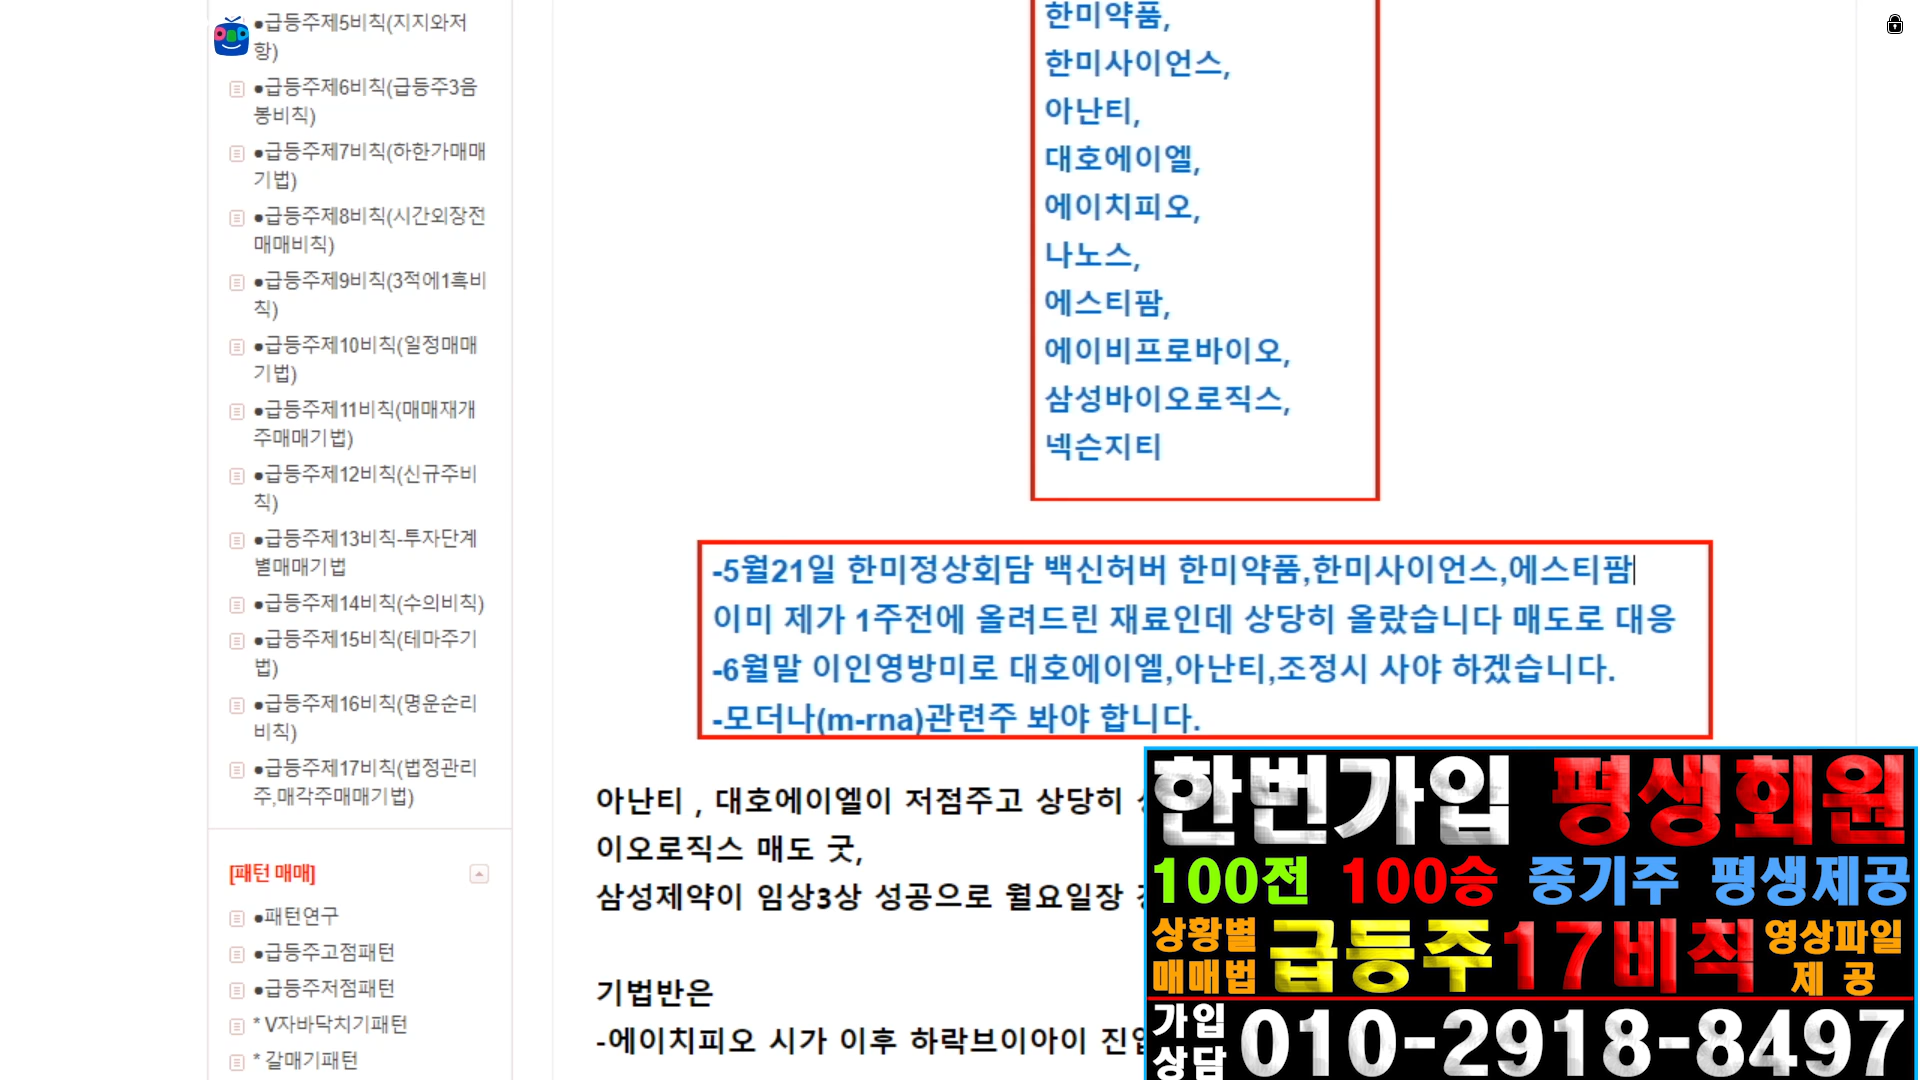 ●급등주제5비칙(지지와저
항)
●급등주제6비칙(급등주3음
봉비칙)
●급등주제7비칙(하한가매매
기법)
●급등주제8비칙(시간외장전
매매비칙)
●급등주제9비칙(3적에1흑비
칙)
●급등주제10비칙(일정매매
기법)
●급등주제11비칙(매매재개
주매매기법)
●급등주제12비칙(신규주비
칙)
●급등주제13비칙-투자단계
별매매기법
●급등주제14비칙(수의비칙)
●급등주제15비칙(테마주기
법)
●급등주제16비칙(명운순리
비칙)
●급등주제17비칙(법정관리
주,매각주매매기법)
[패턴 매매]
●패턴연구
●급등주고점패턴
●급등주저점패턴
* V자바닥치기패턴
* 갈매기패턴
한미약품,
한미사이언스,
아난티,
대호에이엘,
에이치피오,
나노스,
에스티팜,
에이비프로바이오,
삼성바이오로직스,
넥슨지티
-5월21일 한미정상회담 백신허버 한미약품,한미사이언스,에스티팜
이미 제가 1주전에 올려드린 재료인데 상당히 올랐습니다 매도로 대응
-6월말 이인영방미로 대호에이엘,아난티,조정시 사야 하겠습니다.
-모더나(m-rna)관련주 봐야 합니다.
아난티 , 대호에이엘이 저점주고 상당히
이오로직스 매도 굿,
삼성제약이 임상3상 성공으로 월요일장
기법반은
-에이치피오 시가 이후 하락브이아이
한번가입 평생회원
100전 100승 중기주 평생제공
상황별 매매법 급등주17비칙 영상파일 제 공
가입 상담 010-2918-8497